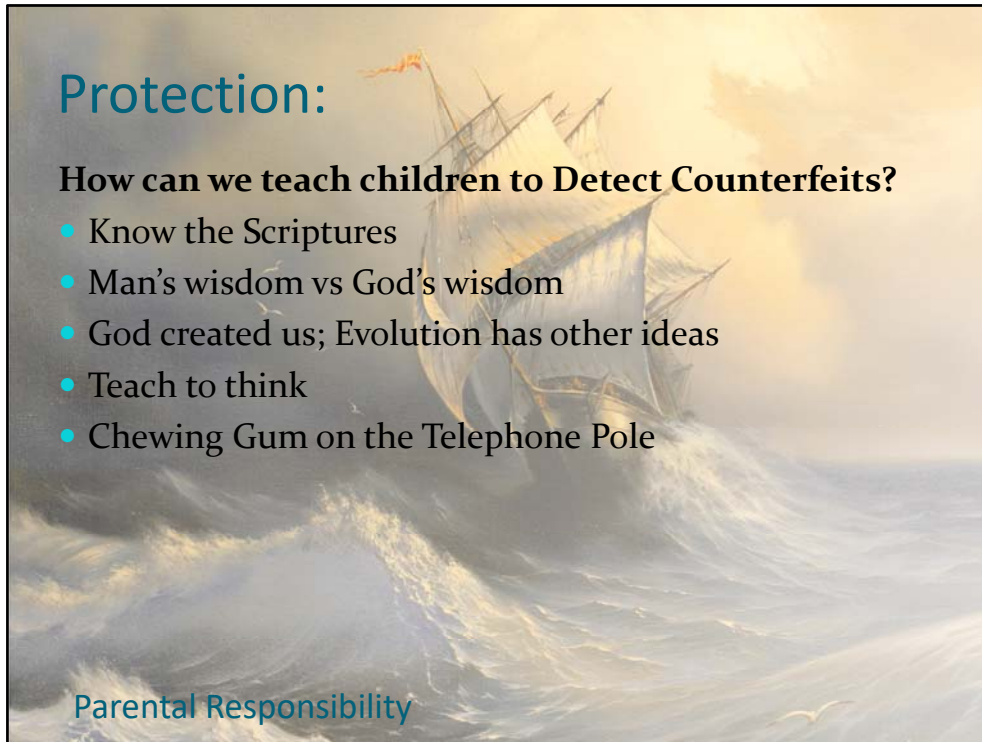 Protection:
How can we teach children to Detect Counterfeits?
• Know the Scriptures
• Man’s wisdom vs God’s wisdom
• God created us; Evolution has other ideas
• Teach to think
• Chewing Gum on the Telephone Pole
Parental Responsibility